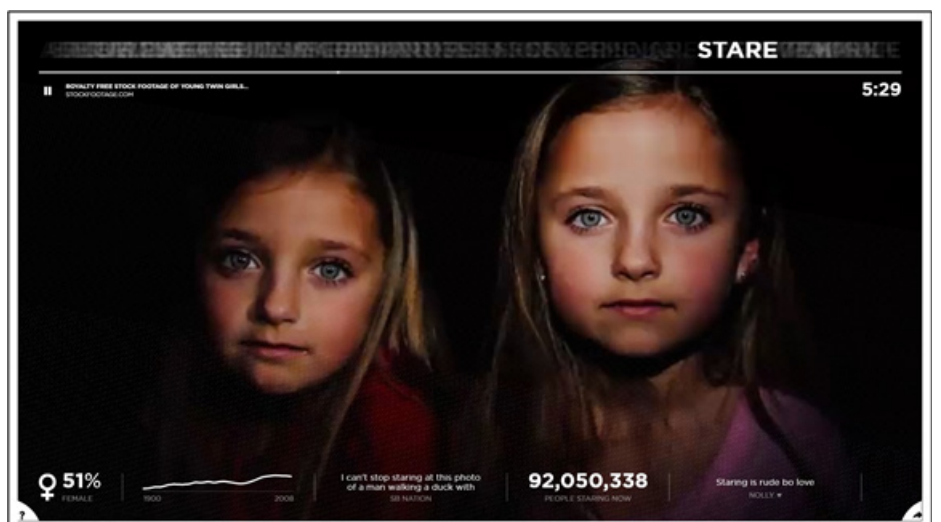 STARE
ROYALTY FREE STOCK FOOTAGE OF YOUNG TWIN GIRLS...
STOCKFOOTAGE.COM
5:29
51%
FEMALE
1900
2008
I can't stop staring at this photo
of a man walking a duck with
SB NATION
92,050,338
PEOPLE STARING NOW
Staring is rude bo love
NOLLY ♥
?